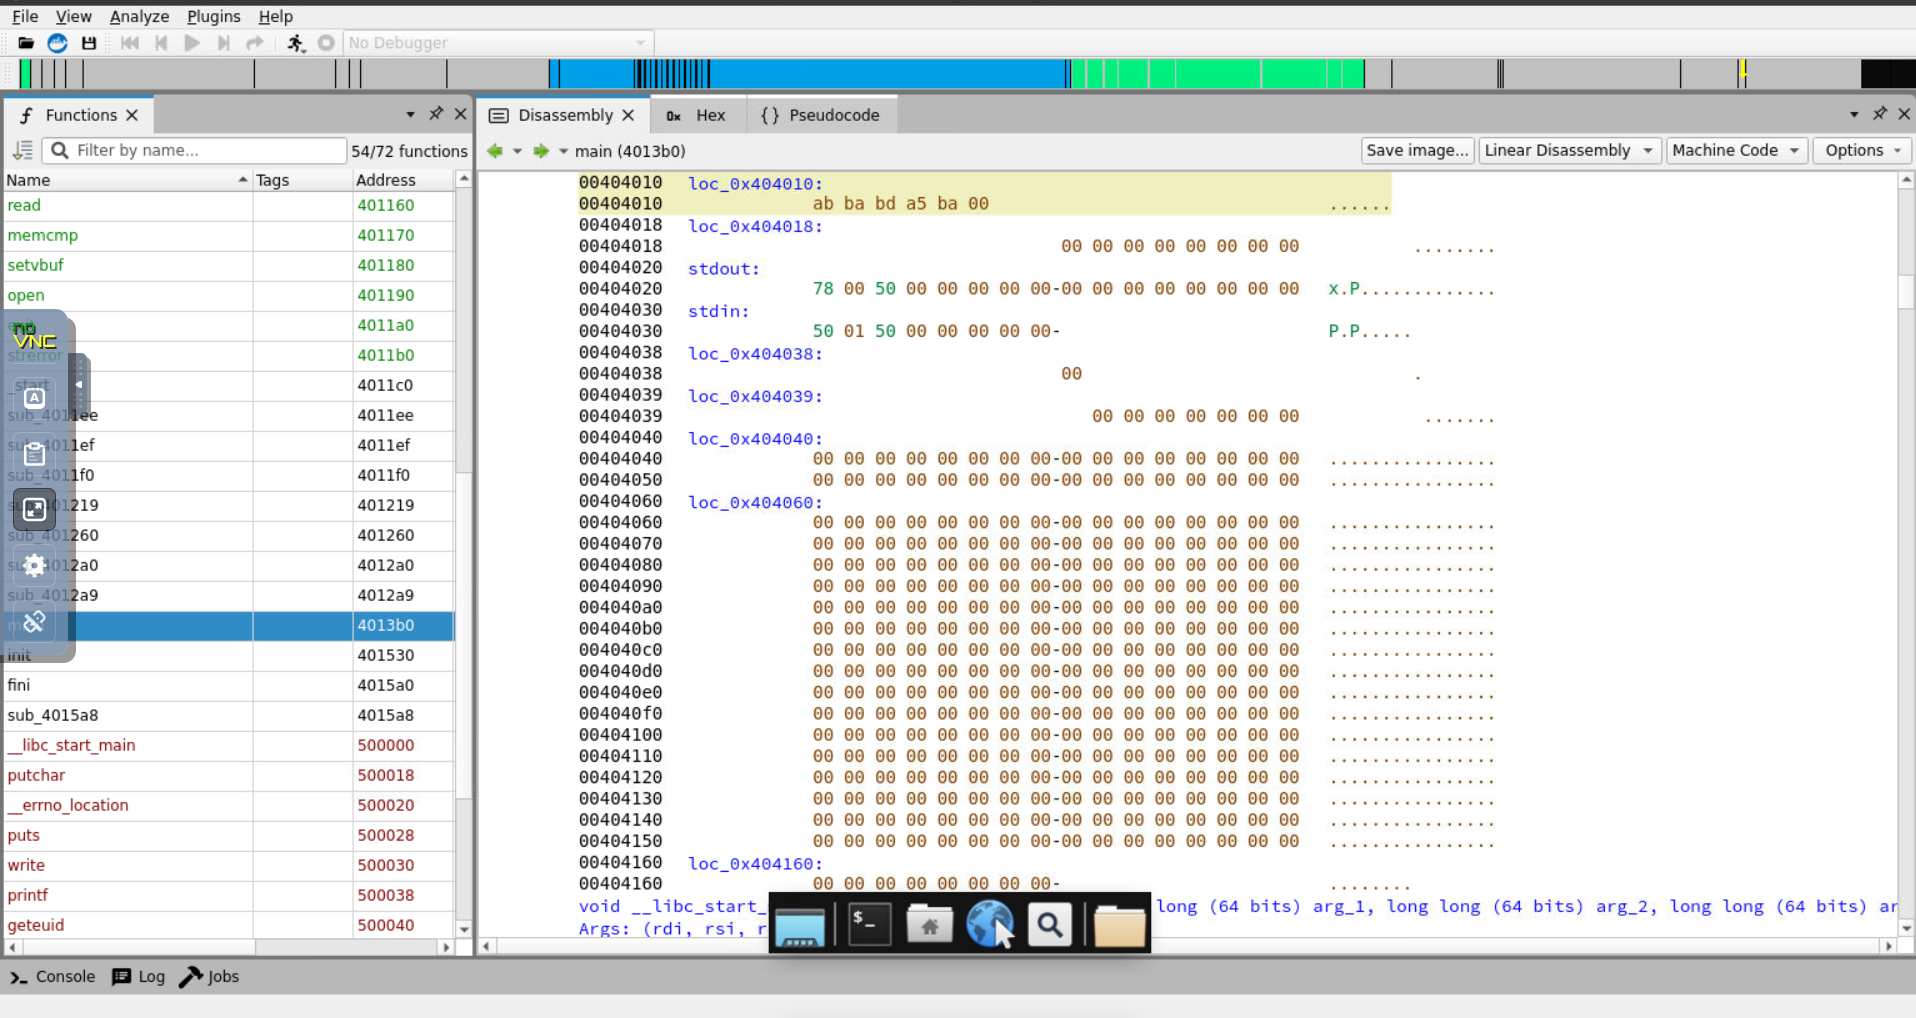 File View Analyze Plugins Help
No Debugger
Functions
Disassembly
0x Hex
{} Pseudocode
Filter by name...
54/72 functions
main (4013b0)
Save image...
Linear Disassembly
Machine Code
Options
Name Tags Address
read 401160
memcmp 401170
setvbuf 401180
open 401190
4011a0
strerror 4011b0
_start 4011c0
sub_4011ee 4011ee
sub_4011ef 4011ef
sub_4011f0 4011f0
sub_401219 401219
sub_401260 401260
sub_4012a0 4012a0
sub_4012a9 4012a9
4013b0
init 401530
fini 4015a0
sub_4015a8 4015a8
__libc_start_main 500000
putchar 500018
__errno_location 500020
puts 500028
write 500030
printf 500038
geteuid 500040
no
VNC
A
00404010 loc_0x404010:
00404010 ab ba bd a5 ba 00 ......
00404018 loc_0x404018:
00404018 00 00 00 00 00 00 00 00 ........
00404020 stdout:
00404020 78 00 50 00 00 00 00 00-00 00 00 00 00 00 00 00 x.P.............
00404030 stdin:
00404030 50 01 50 00 00 00 00 00- P.P.....
00404038 loc_0x404038:
00404038 00 .
00404039 loc_0x404039:
00404039 00 00 00 00 00 00 00 .......
00404040 loc_0x404040:
00404040 00 00 00 00 00 00 00 00-00 00 00 00 00 00 00 00 ................
00404050 00 00 00 00 00 00 00 00-00 00 00 00 00 00 00 00 ................
00404060 loc_0x404060:
00404060 00 00 00 00 00 00 00 00-00 00 00 00 00 00 00 00 ................
00404070 00 00 00 00 00 00 00 00-00 00 00 00 00 00 00 00 ................
00404080 00 00 00 00 00 00 00 00-00 00 00 00 00 00 00 00 ................
00404090 00 00 00 00 00 00 00 00-00 00 00 00 00 00 00 00 ................
004040a0 00 00 00 00 00 00 00 00-00 00 00 00 00 00 00 00 ................
004040b0 00 00 00 00 00 00 00 00-00 00 00 00 00 00 00 00 ................
004040c0 00 00 00 00 00 00 00 00-00 00 00 00 00 00 00 00 ................
004040d0 00 00 00 00 00 00 00 00-00 00 00 00 00 00 00 00 ................
004040e0 00 00 00 00 00 00 00 00-00 00 00 00 00 00 00 00 ................
004040f0 00 00 00 00 00 00 00 00-00 00 00 00 00 00 00 00 ................
00404100 00 00 00 00 00 00 00 00-00 00 00 00 00 00 00 00 ................
00404110 00 00 00 00 00 00 00 00-00 00 00 00 00 00 00 00 ................
00404120 00 00 00 00 00 00 00 00-00 00 00 00 00 00 00 00 ................
00404130 00 00 00 00 00 00 00 00-00 00 00 00 00 00 00 00 ................
00404140 00 00 00 00 00 00 00 00-00 00 00 00 00 00 00 00 ................
00404150 00 00 00 00 00 00 00 00-00 00 00 00 00 00 00 00 ................
00404160 loc_0x404160:
00404160 00 00 00 00 00 00 00 00- ........
void __libc_start_ long (64 bits) arg_1, long long (64 bits) arg_2, long long (64 bits) ar
Args: (rdi, rsi, r
$_
Console Log Jobs